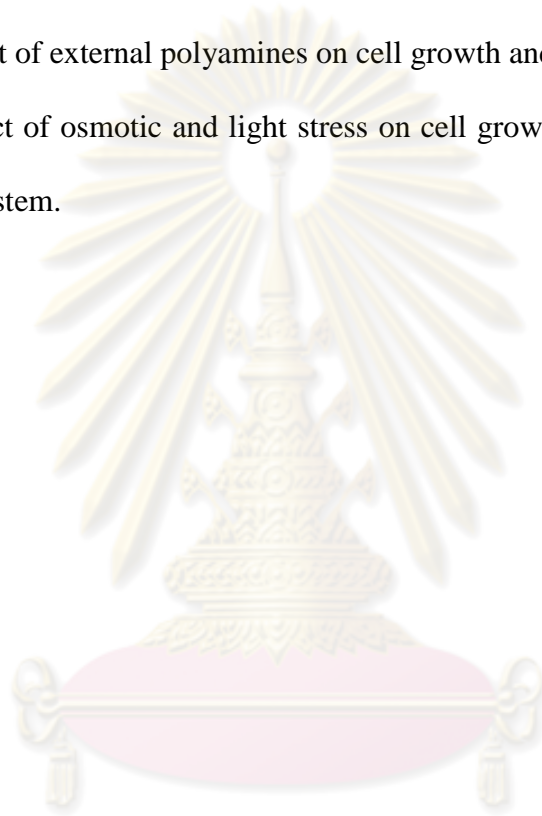 t of external polyamines on cell growth and
ct of osmotic and light stress on cell grow
stem.